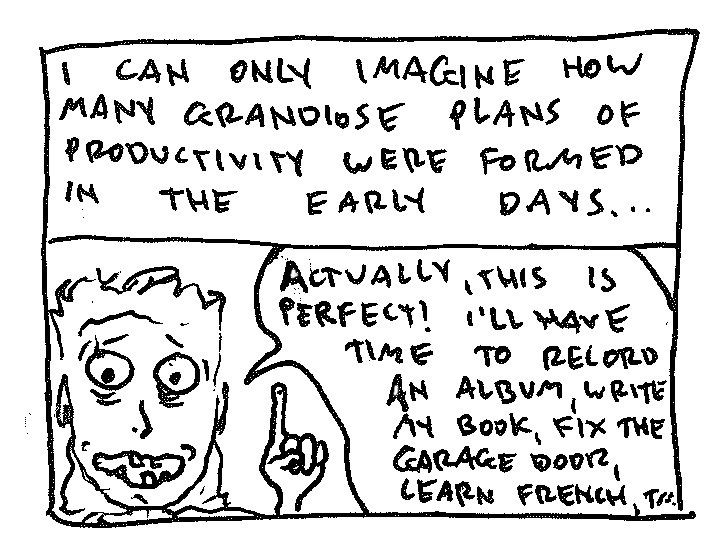 I CAN ONLY IMAGINE HOW
MANY GRANDIOSE PLANS OF
PRODUCTIVITY WERE FORMED
IN THE EARLY DAYS...
ACTUALLY, THIS IS
PERFECT! I'LL HAVE
TIME TO RECORD
AN ALBUM, WRITE
MY BOOK, FIX THE
GARAGE DOOR,
LEARN FRENCH,